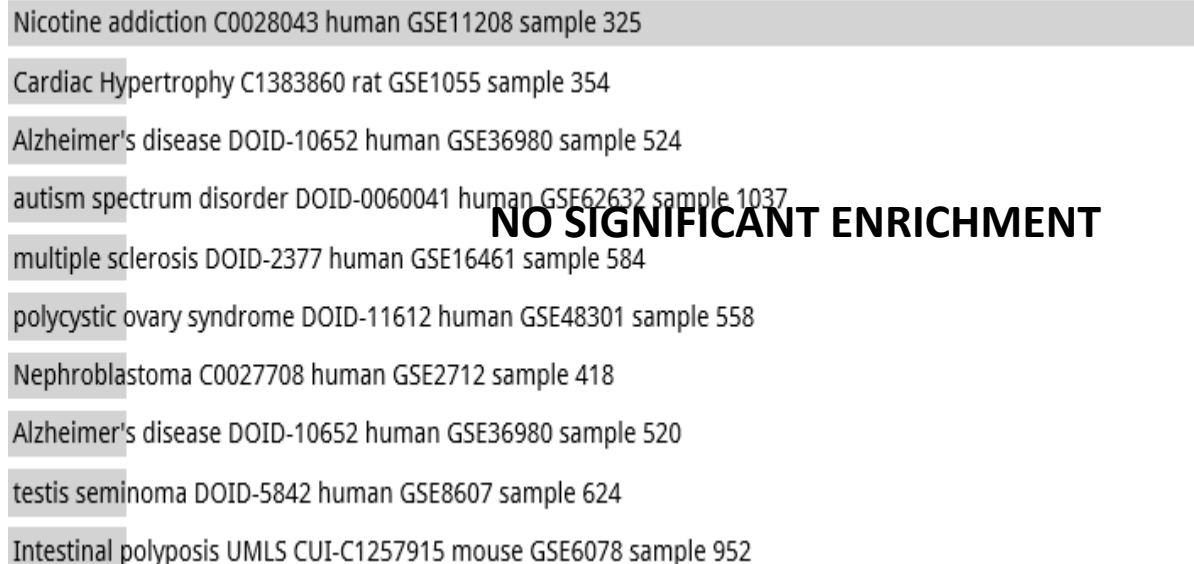 Nicotine addiction C0028043 human GSE11208 sample 325
Cardiac Hypertrophy C1383860 rat GSE1055 sample 354
Alzheimer's disease DOID-10652 human GSE36980 sample 524
autism spectrum disorder DOID-0060041 human GSE62632 sample 1037
NO SIGNIFICANT ENRICHMENT
multiple sclerosis DOID-2377 human GSE16461 sample 584
polycystic ovary syndrome DOID-11612 human GSE48301 sample 558
Nephroblastoma C0027708 human GSE2712 sample 418
Alzheimer's disease DOID-10652 human GSE36980 sample 520
testis seminoma DOID-5842 human GSE8607 sample 624
Intestinal polyposis UMLS CUI-C1257915 mouse GSE6078 sample 952